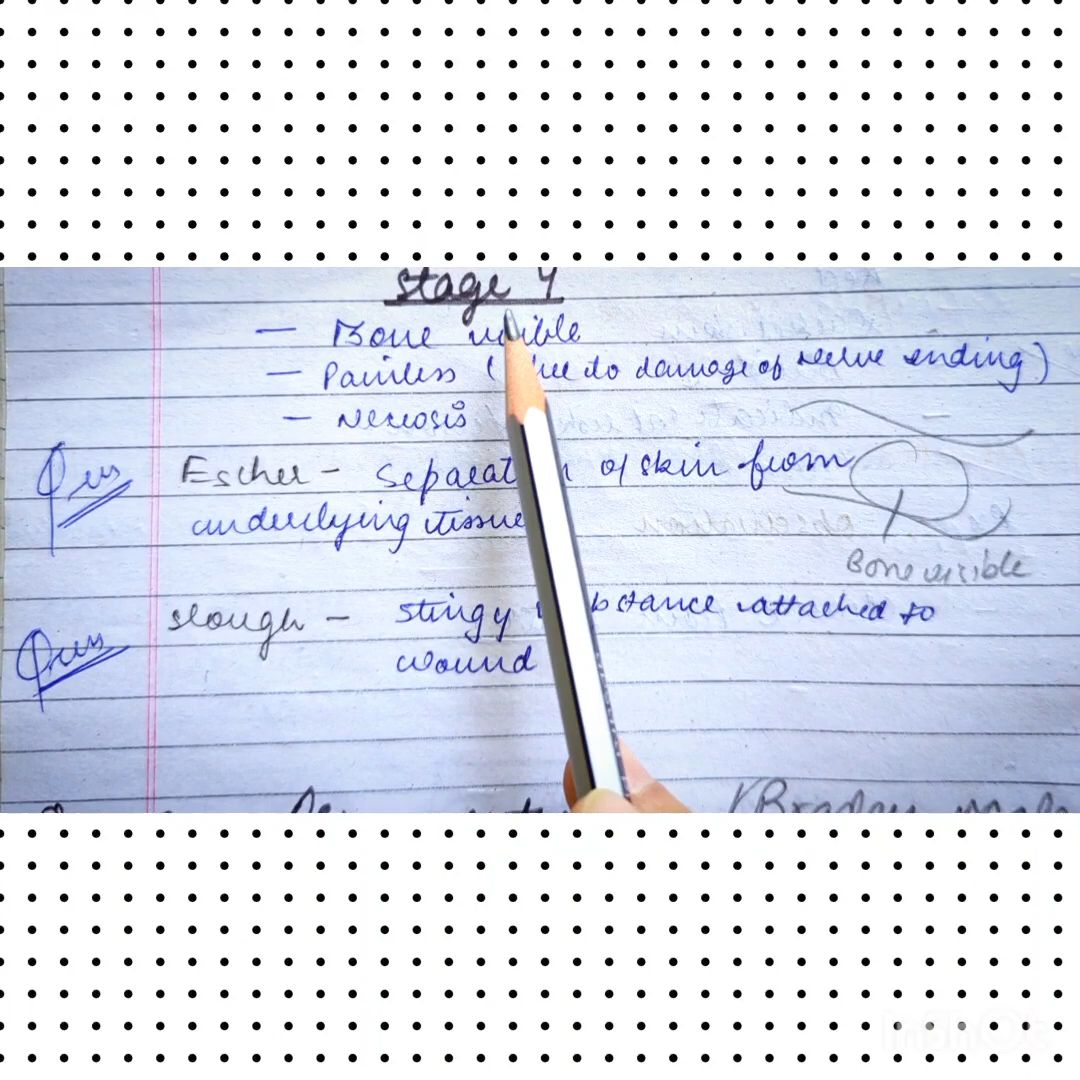 stage 4
— Bone visible
— Painless (due to damage of nerve ending)
— Necrosis
Ques Escher - Separation of skin from
underlying tissue
Bone visible
Ques slough - stingy substance attached to
wound
InShOt